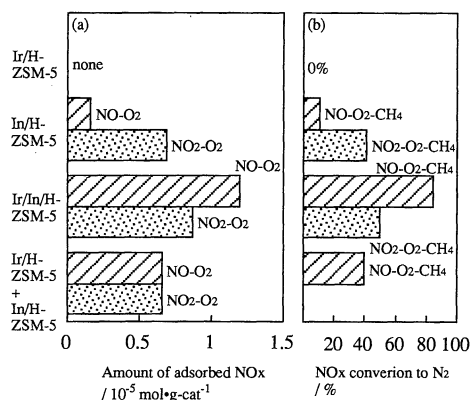 (a)
(b)
Ir/H-
ZSM-5
none
0%
In/H-
ZSM-5
NO-O2
NO-O2-CH4
NO2-O2
NO2-O2-CH4
NO-O2
NO-O2-CH4
Ir/In/H-
ZSM-5
NO2-O2
NO2-O2-CH4
Ir/H-
ZSM-5
+
In/H-
ZSM-5
NO-O2
NO-O2-CH4
NO2-O2
0 0.5 1 1.5
20 40 60 80 100
Amount of adsorbed NOx
/ 10-5 mol•g-cat-1
NOx converion to N2
/ %